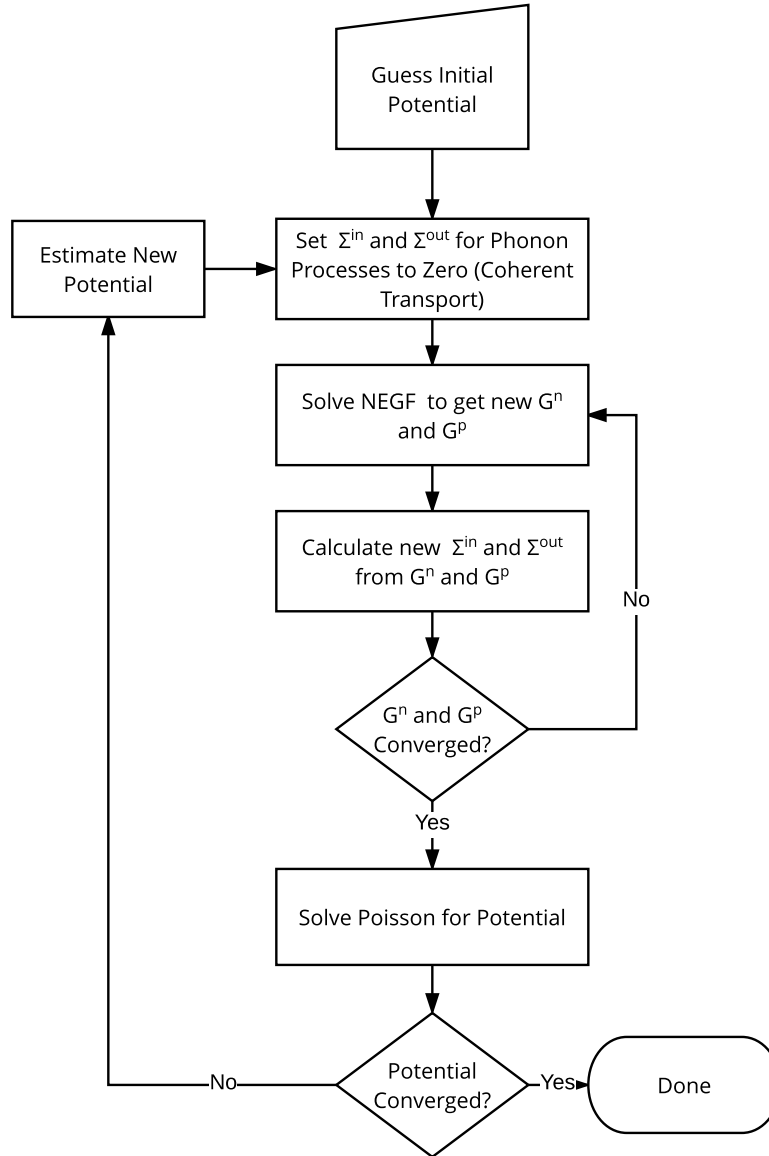 Guess Initial
Potential
Estimate New
Potential
Set Σⁱⁿ and Σᵒᵘᵗ for Phonon
Processes to Zero (Coherent
Transport)
Solve NEGF to get new Gⁿ
and Gᵖ
Calculate new Σⁱⁿ and Σᵒᵘᵗ
from Gⁿ and Gᵖ
No
Gⁿ and Gᵖ
Converged?
Yes
Solve Poisson for Potential
Potential
Converged?
No
Yes
Done